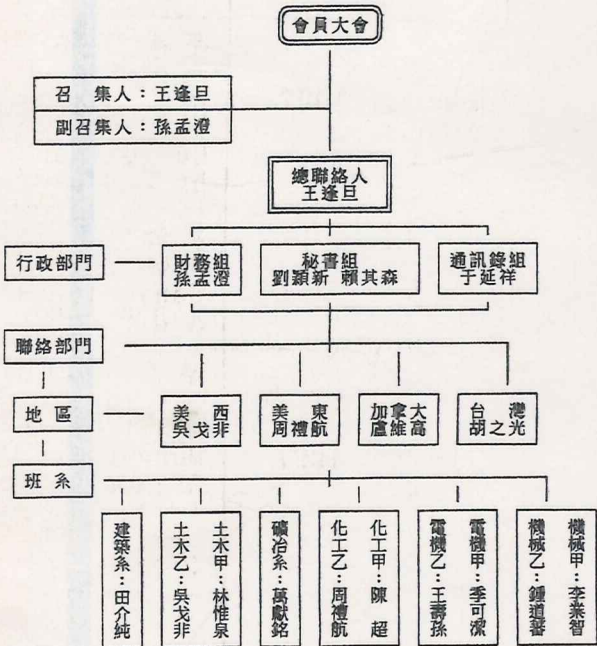 會員大會
召 集人：王逢旦
副召集人：孫孟澄
總聯絡人
王逢旦
行政部門
財務組
孫孟澄
秘書組
劉穎新 賴其森
通訊錄組
于延祥
聯絡部門
地區
美 西
吳戈非
美 東
周禮航
加拿大
盧維高
台 灣
胡之光
班系
機械甲：李業智
機械乙：鍾道蕃
電機甲：季可潔
電機乙：王壽孫
化工甲：陳 超
化工乙：周禮航
礦冶系：萬獻銘
土木甲：林惟泉
土木乙：吳戈非
建築系：田介純